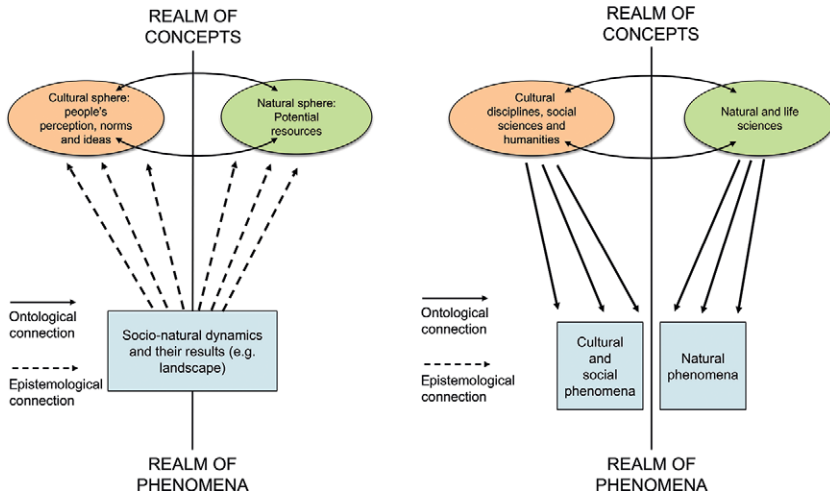 REALM OF
CONCEPTS
Cultural sphere:
people's
perception, norms
and ideas
Natural sphere:
Potential
resources
Ontological
connection
Socio-natural dynamics
and their results (e.g.
landscape)
Epistemological
connection
REALM OF
PHENOMENA
REALM OF
CONCEPTS
Cultural
disciplines, social
sciences and
humanities
Natural and life
sciences
Ontological
connection
Cultural
and
social
phenomena
Natural
phenomena
Epistemological
connection
REALM OF
PHENOMENA